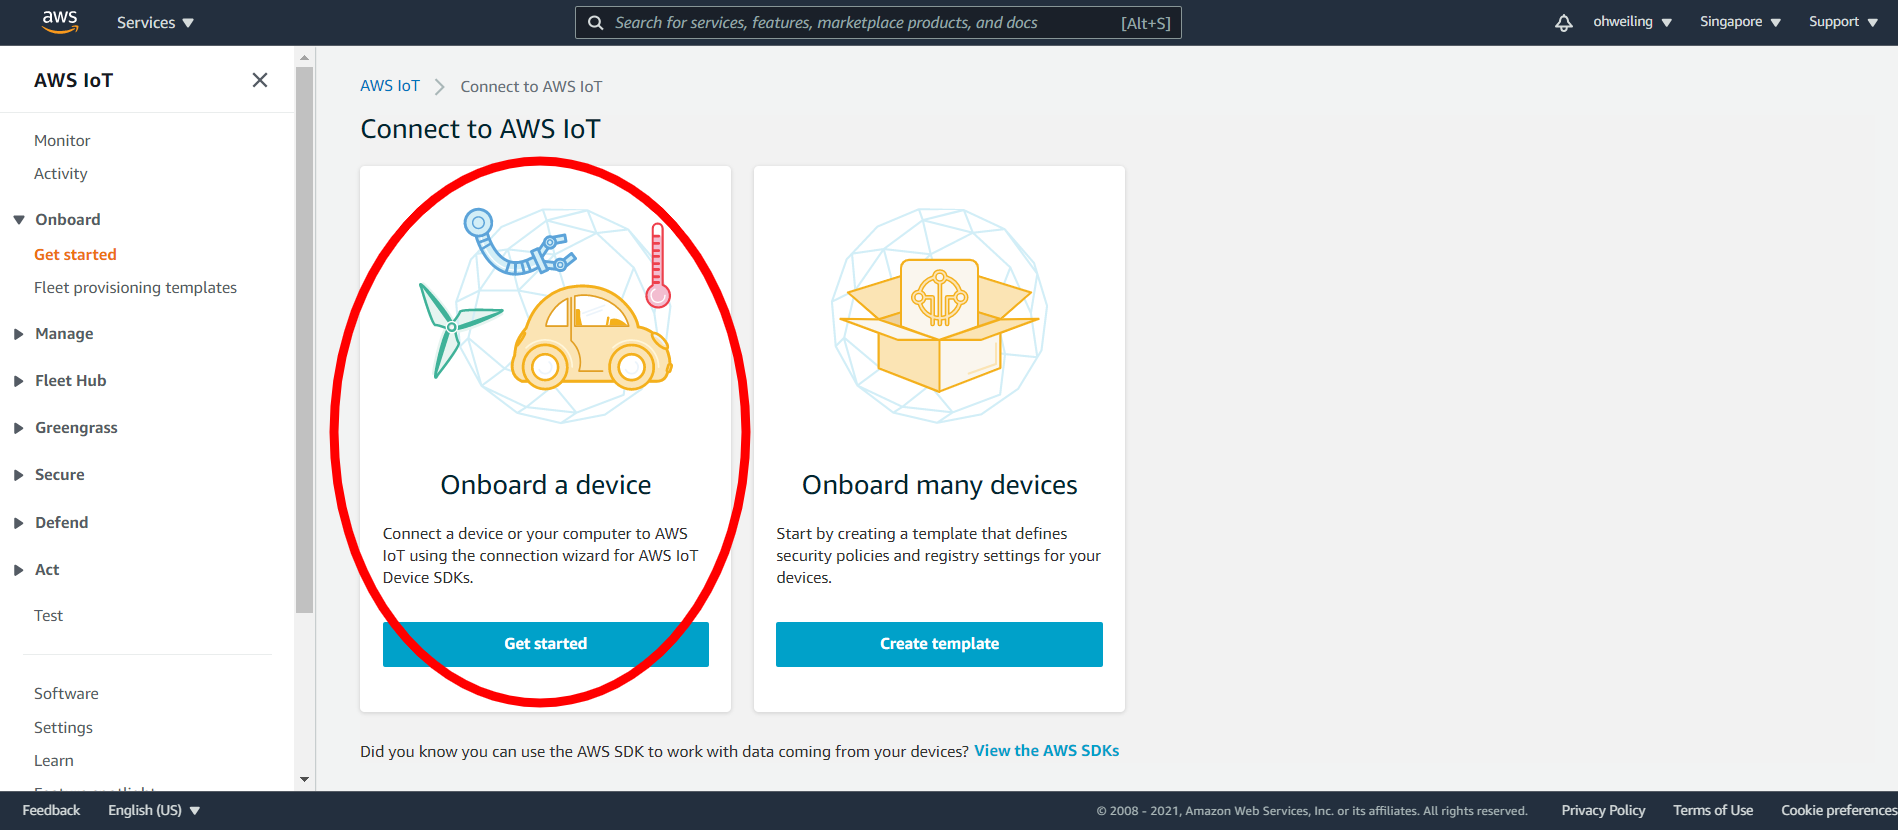 aws
Services
Search for services, features, marketplace products, and docs
[Alt+S]
ohweiling
Singapore
Support
AWS IoT
Monitor
Activity
Onboard
Get started
Fleet provisioning templates
Manage
Fleet Hub
Greengrass
Secure
Defend
Act
Test
Software
Settings
Learn
AWS IoT
Connect to AWS IoT
Connect to AWS IoT
Onboard a device
Connect a device or your computer to AWS
IoT using the connection wizard for AWS IoT
Device SDKs.
Get started
Onboard many devices
Start by creating a template that defines
security policies and registry settings for your
devices.
Create template
Did you know you can use the AWS SDK to work with data coming from your devices? View the AWS SDKs
Feedback
English (US)
© 2008 - 2021, Amazon Web Services, Inc. or its affiliates. All rights reserved.
Privacy Policy
Terms of Use
Cookie preferences